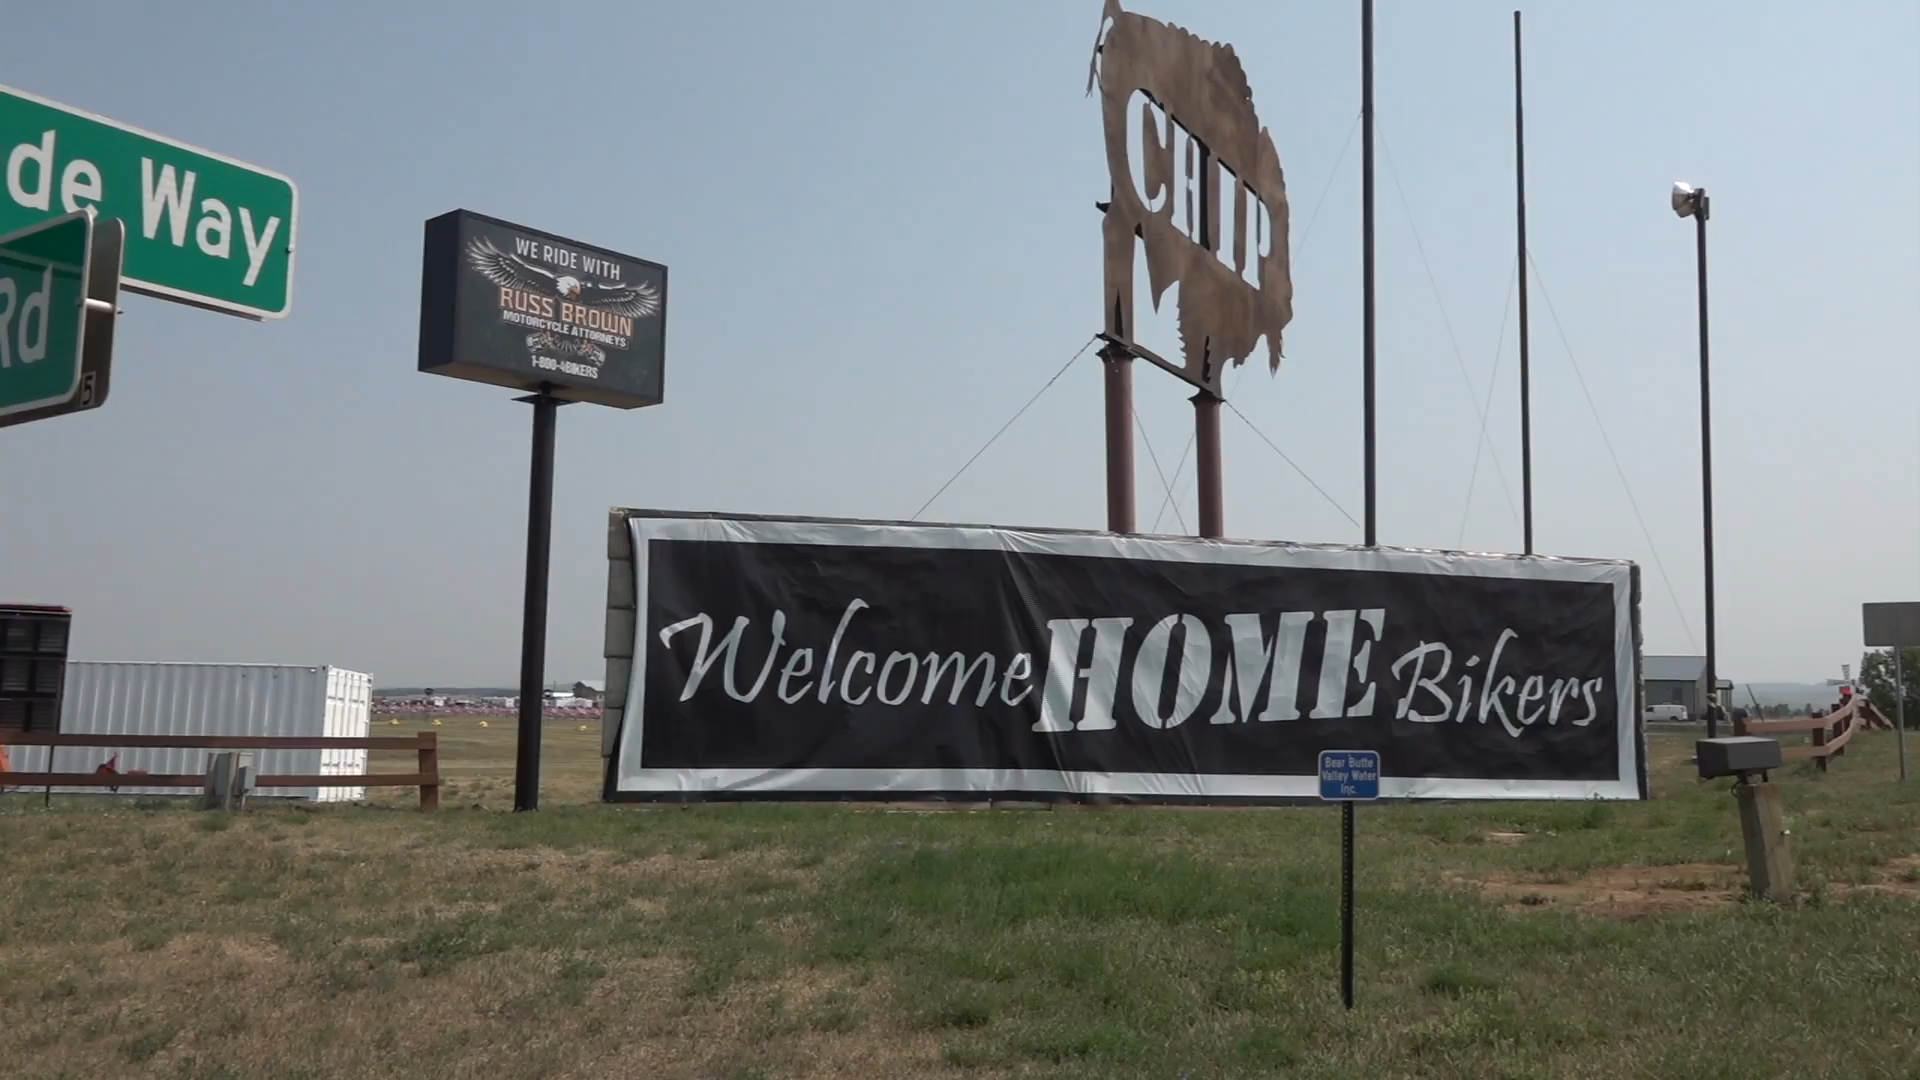 de Way
Rd
5
WE RIDE WITH
RUSS BROWN
MOTORCYCLE ATTORNEYS
1-800-4BIKERS
CHIP
Welcome HOME Bikers
Bear Butte
Valley Water
Inc.